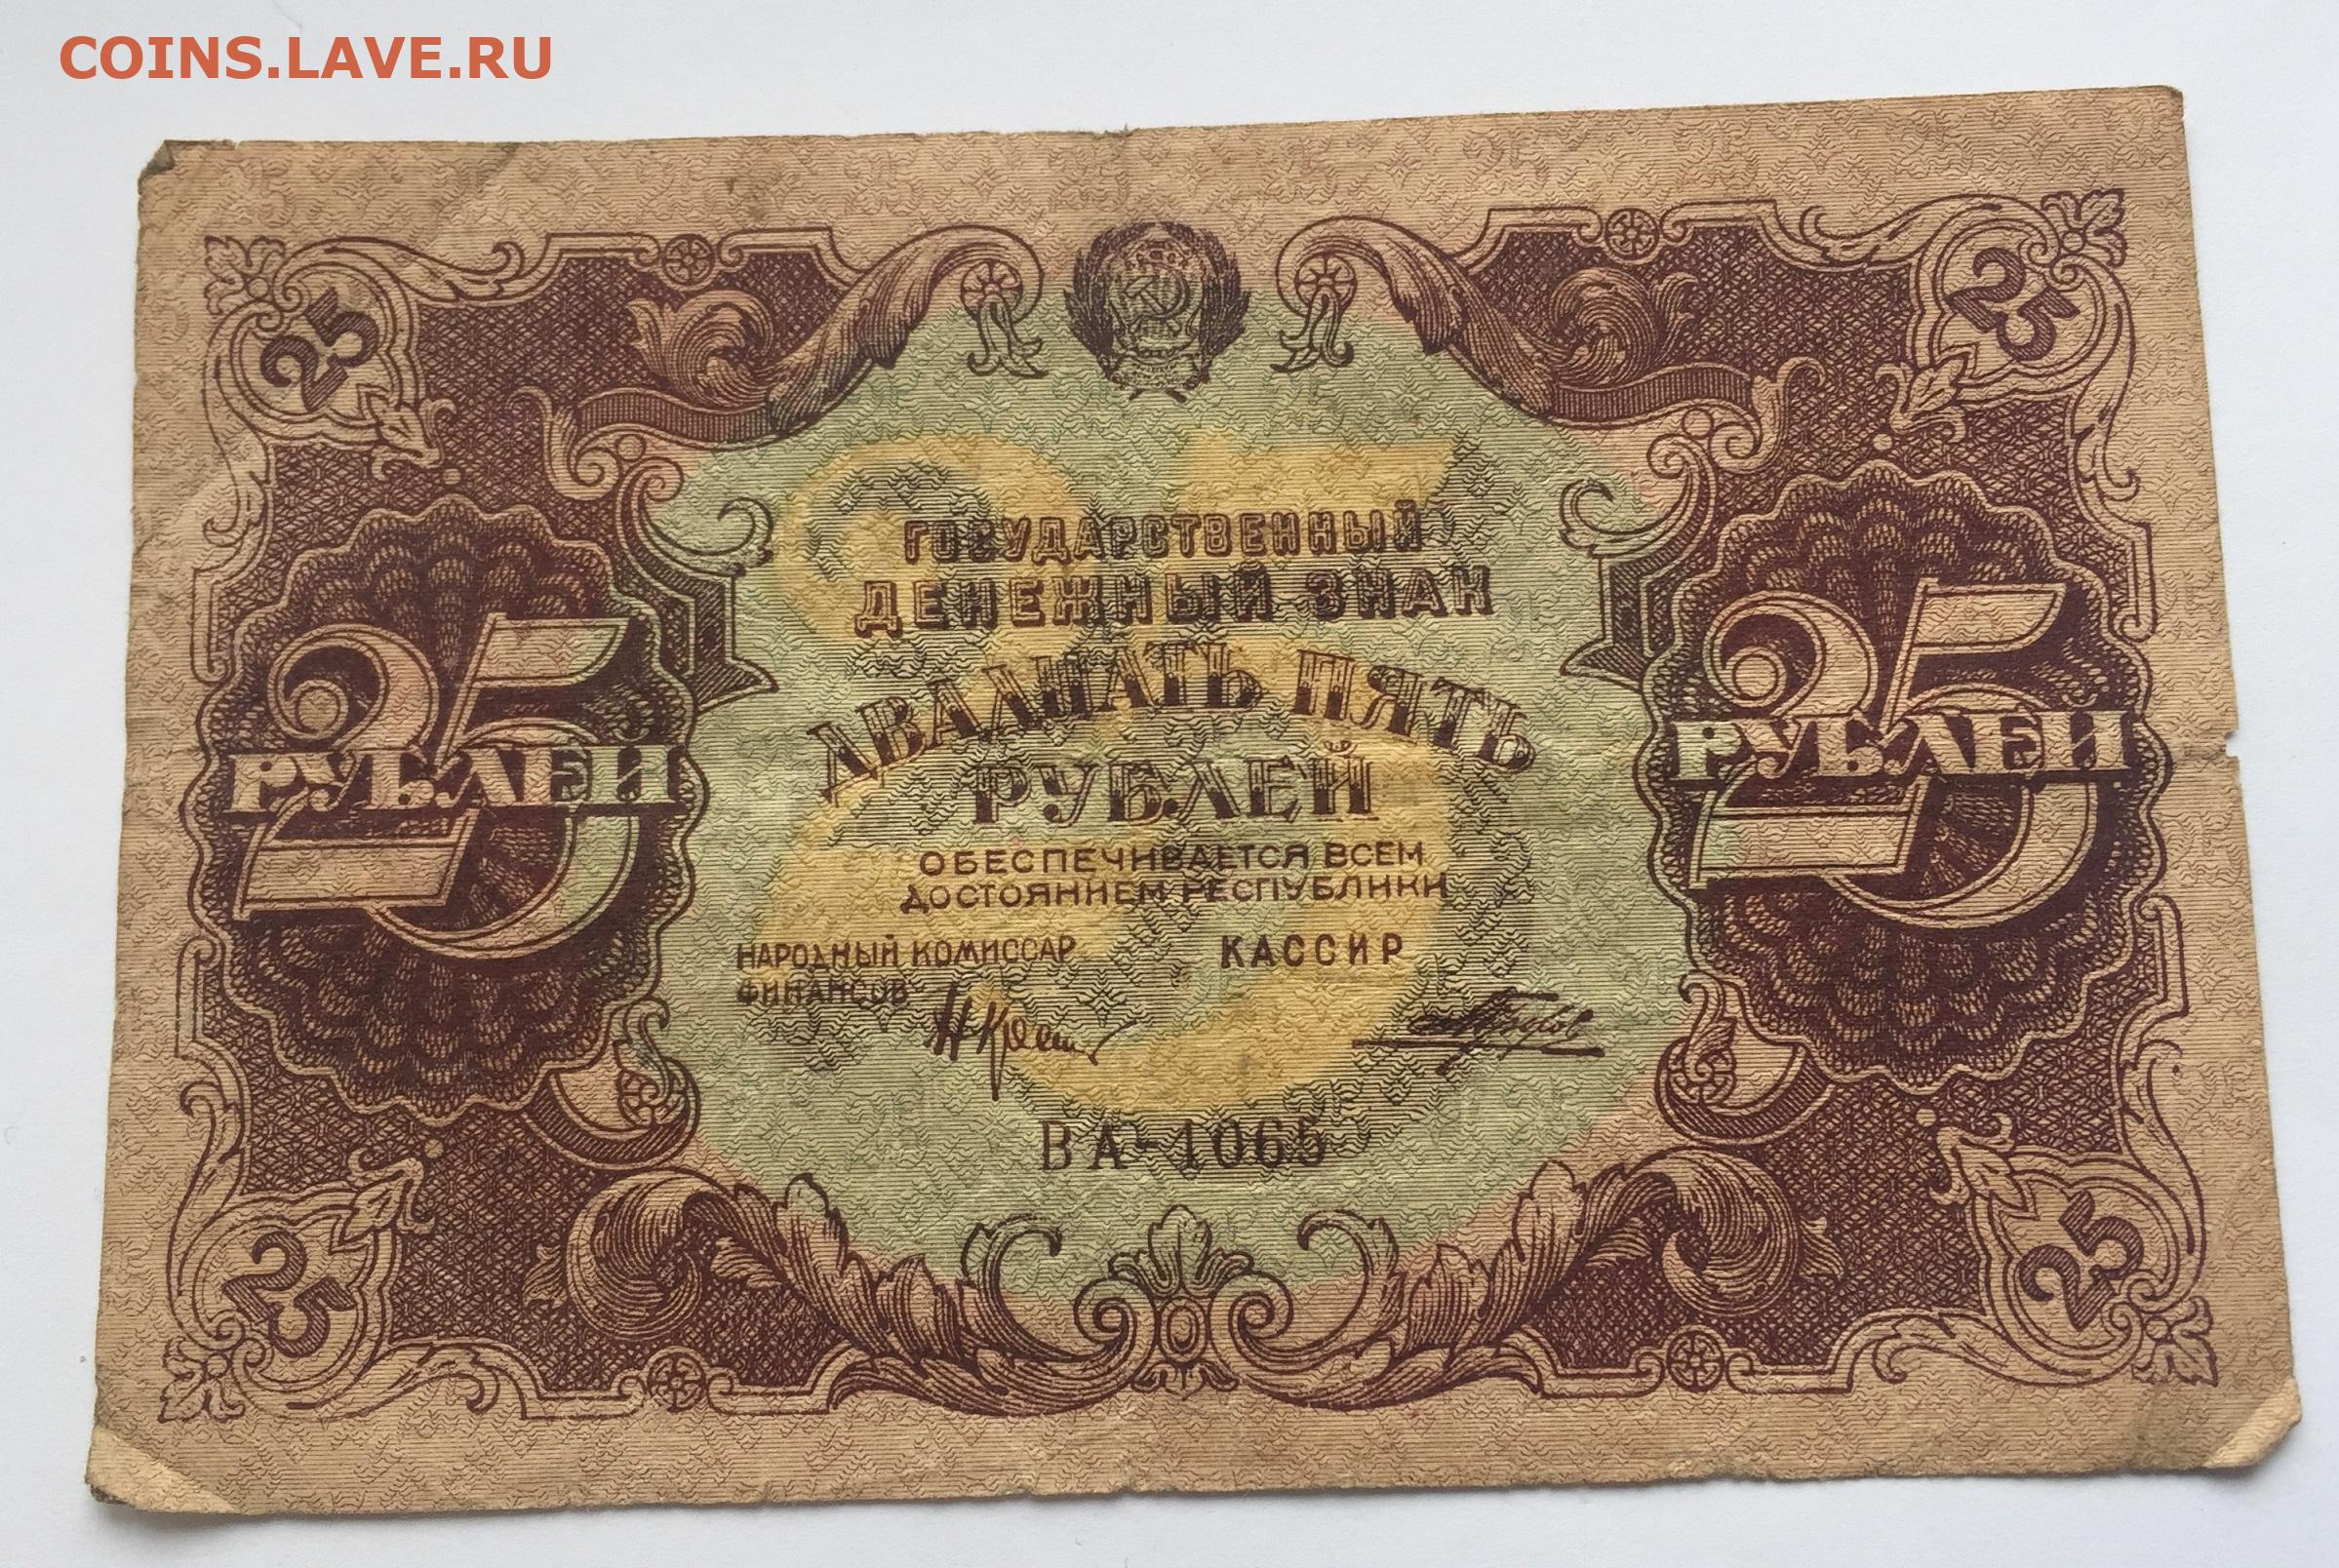 COINS.LAVE.RU
25
25
ГОСУДАРСТВЕННЫЙ
ДЕНЕЖНЫЙ ЗНАК
ДВАДЦАТЬ ПЯТЬ
РУБЛЕЙ
25
РУБЛЕЙ
25
РУБЛЕЙ
ОБЕСПЕЧИВАЕТСЯ ВСЕМ
ДОСТОЯНИЕМ РЕСПУБЛИКИ
НАРОДНЫЙ КОМИССАР
ФИНАНСОВ
КАССИР
ВА-1065
25
25